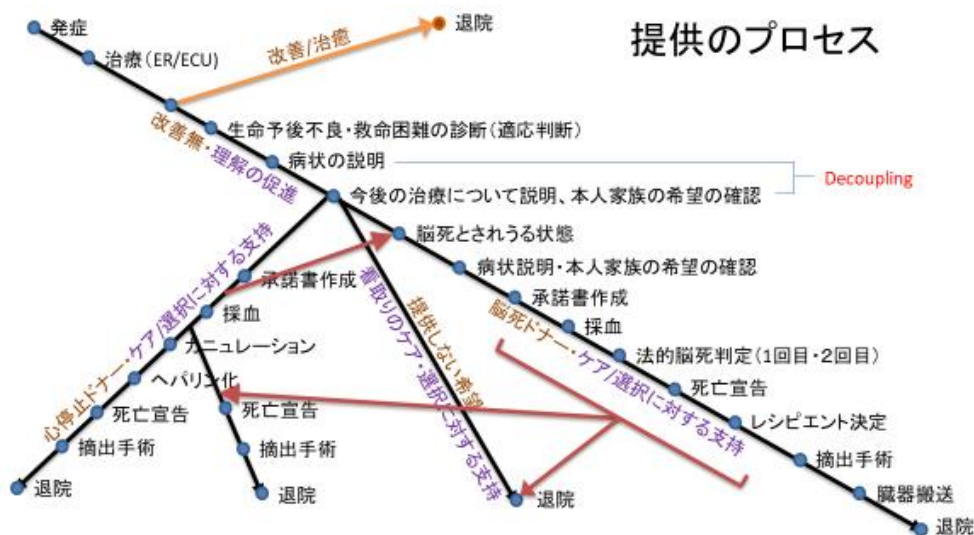 提供のプロセス
発症
治療（ER/ECU）
改善/治癒
退院
改善無・理解の促進
生命予後不良・救命困難の診断（適応判断）
病状の説明
Decoupling
今後の治療について説明、本人家族の希望の確認
脳死とされうる状態
病状説明・本人家族の希望の確認
承諾書作成
採血
法的脳死判定（1回目・2回目）
死亡宣告
レシピエント決定
摘出手術
臓器搬送
退院
脳死ドナー・ケア/選択に対する支持
提供しない希望
看取りのケア・選択に対する支持
退院
心停止ドナー・ケア/選択に対する支持
承諾書作成
採血
カニュレーション
ヘパリン化
死亡宣告
摘出手術
退院
死亡宣告
摘出手術
退院